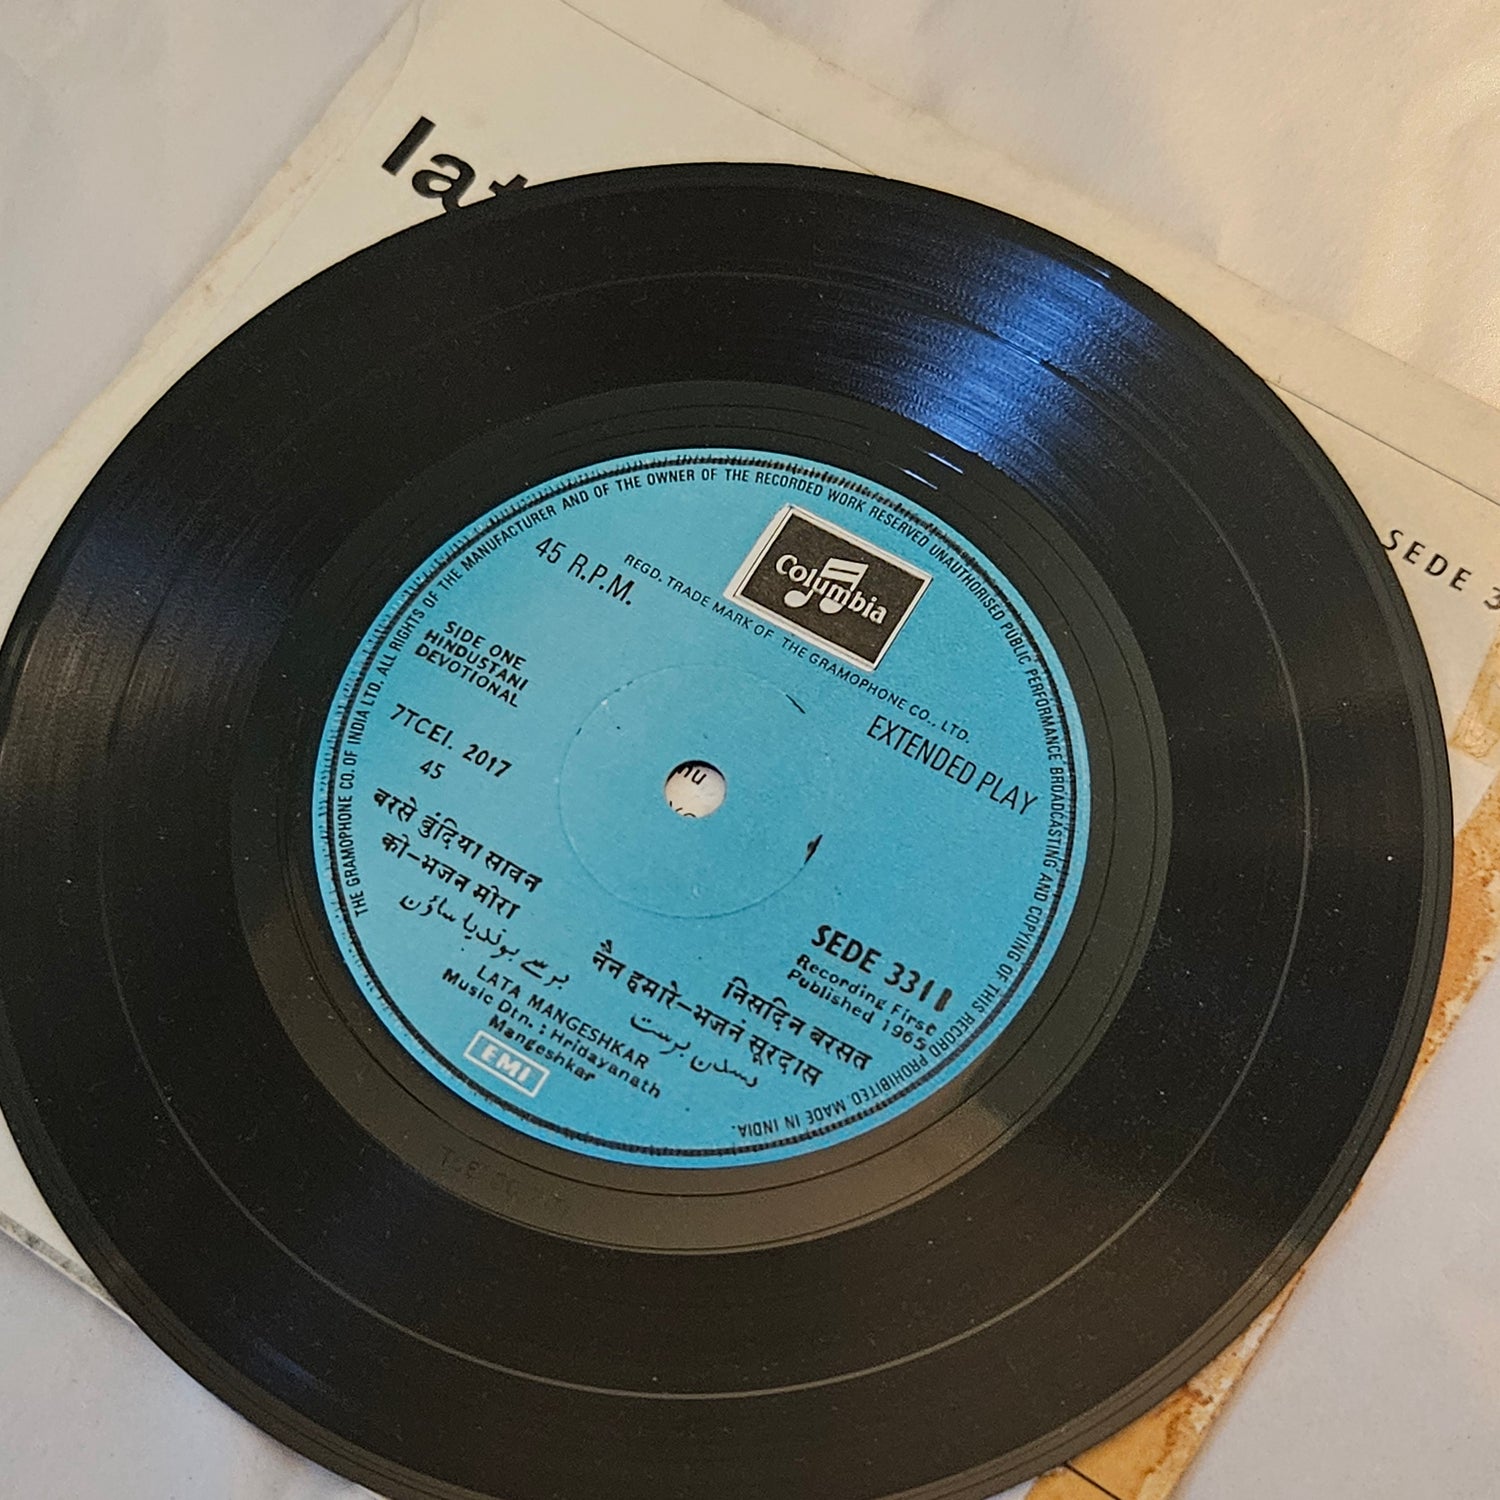 SEDE 3
THE GRAMOPHONE CO. OF INDIA LTD. ALL RIGHTS OF THE MANUFACTURER AND OF THE OWNER OF THE RECORDED WORK RESERVED UNAUTHORISED PUBLIC PERFORMANCE BROADCASTING AND COPYING OF THIS RECORD PROHIBITED. MADE IN INDIA.
Columbia
45 R.P.M.
REGD. TRADE MARK OF THE GRAMOPHONE CO., LTD.
SIDE ONE
HINDUSTANI
DEVOTIONAL
EXTENDED PLAY
7TCEI. 2017
45
SEDE 3311
Recording First
Published 1965
बरसे बुंदिया सावन
की-भजन मीरा
برسے بوندیا ساؤن
निसदिन बरसत
नैन हमारे-भजन सूरदास
نسدن برست
LATA MANGESHKAR
Music Dtn.: Hridayanath
Mangeshkar
EMI